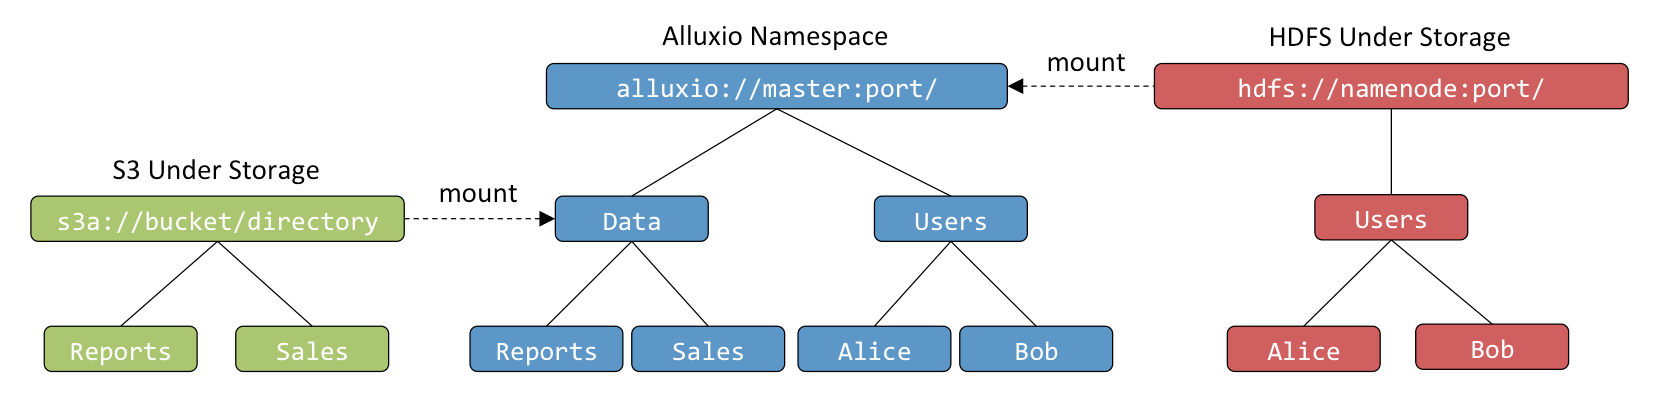 Alluxio Namespace
HDFS Under Storage
mount
alluxio://master:port/
hdfs://namenode:port/
S3 Under Storage
mount
s3a://bucket/directory
Data
Users
Users
Reports
Sales
Reports
Sales
Alice
Bob
Alice
Bob